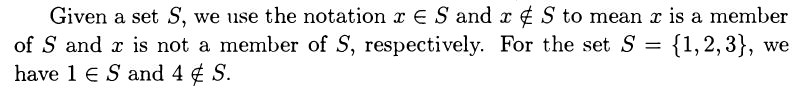 Given a set S, we use the notation x ∈ S and x ∉ S to mean x is a member
of S and x is not a member of S, respectively. For the set S = {1, 2, 3}, we
have 1 ∈ S and 4 ∉ S.